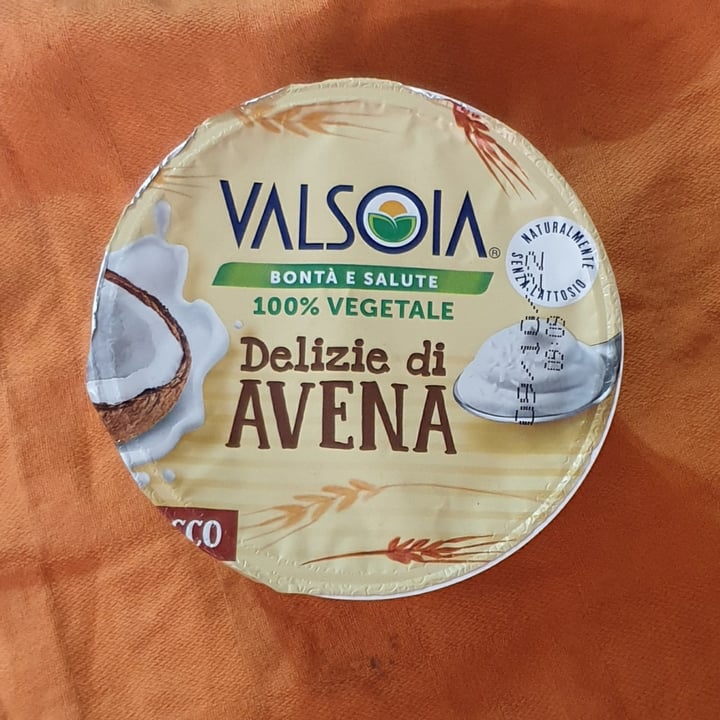 VALSOIA®
BONTÀ E SALUTE
100% VEGETALE
NATURALMENTE
SENZA LATTOSIO
Delizie di
AVENA
CCO